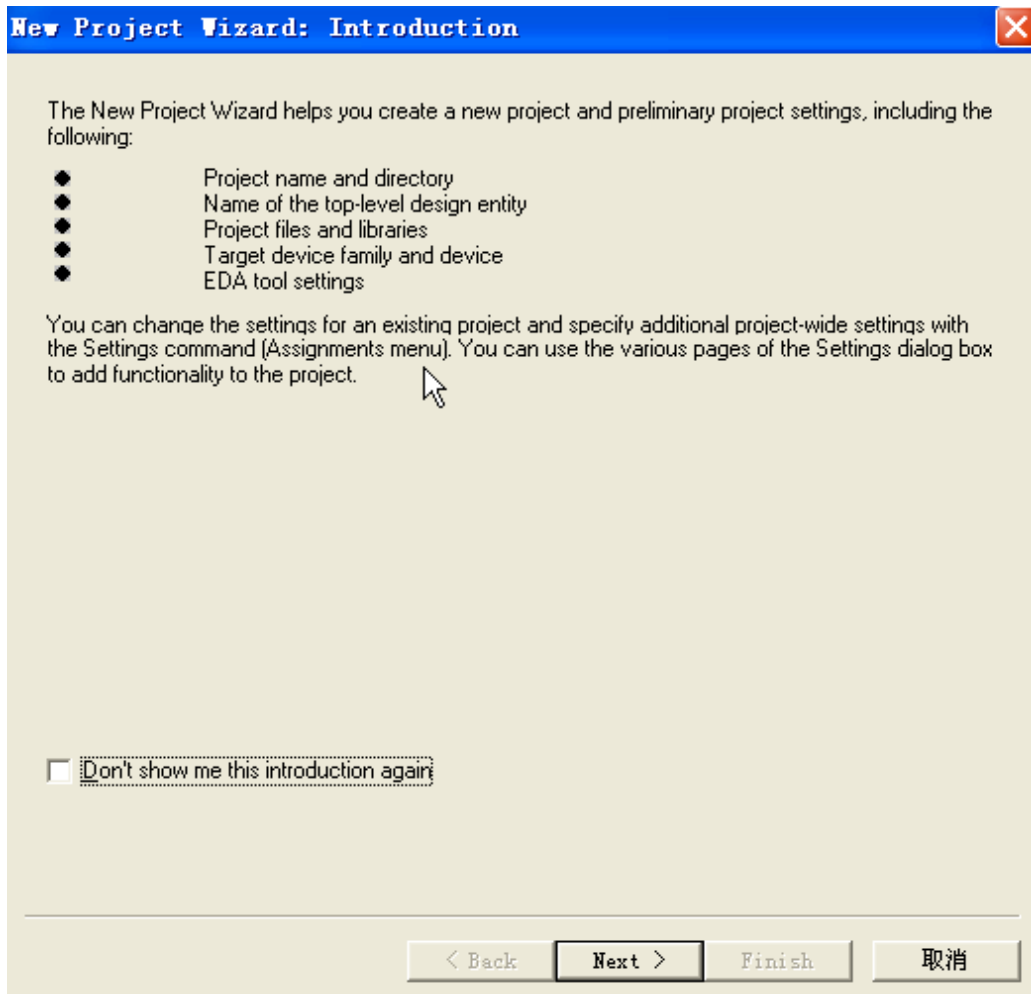 New Project Wizard: Introduction
The New Project Wizard helps you create a new project and preliminary project settings, including the
following:
Project name and directory
Name of the top-level design entity
Project files and libraries
Target device family and device
EDA tool settings
You can change the settings for an existing project and specify additional project-wide settings with
the Settings command (Assignments menu). You can use the various pages of the Settings dialog box
to add functionality to the project.
Don't show me this introduction again
< Back Next > Finish 取消